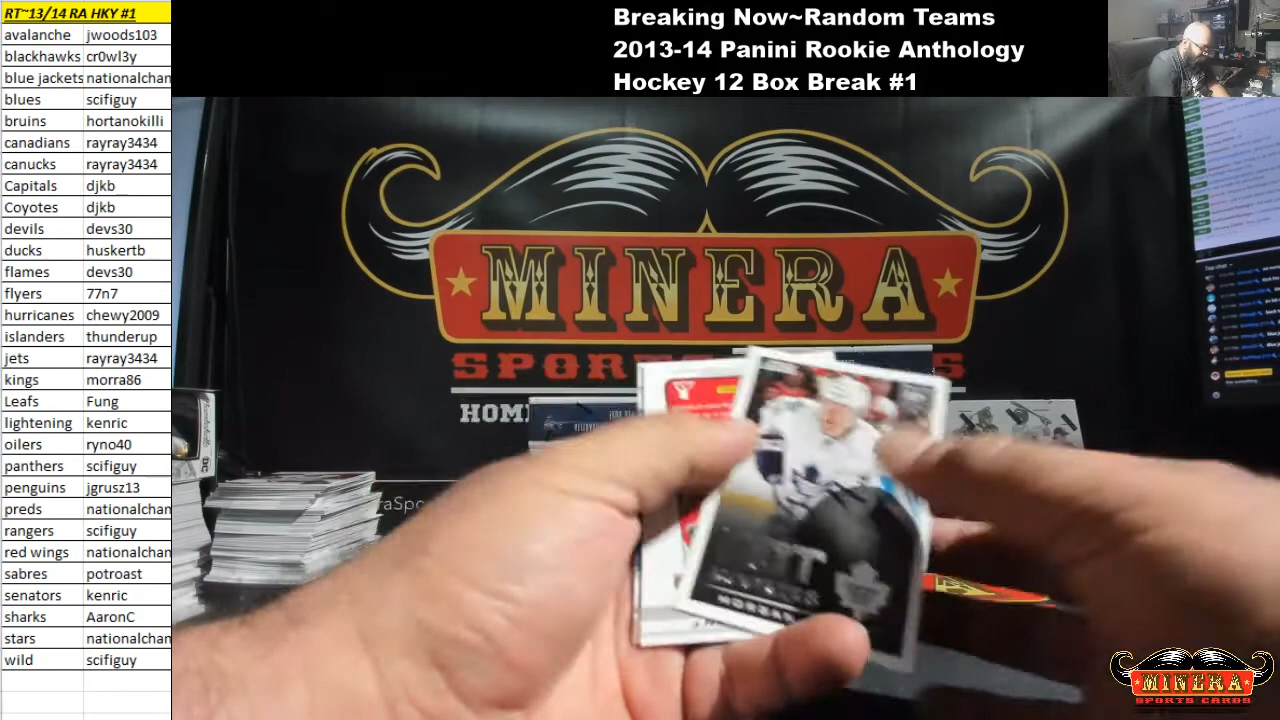 RT~13/14 RA HKY #1
avalanche jwoods103
blackhawks cr0wl3y
blue jackets nationalchan
blues scifiguy
bruins hortanokilli
canadians rayray3434
canucks rayray3434
Capitals djkb
Coyotes djkb
devils devs30
ducks huskertb
flames devs30
flyers 77n7
hurricanes chewy2009
islanders thunderup
jets rayray3434
kings morra86
Leafs Fung
lightening kenric
oilers ryno40
panthers scifiguy
penguins jgrusz13
preds nationalchan
rangers scifiguy
red wings nationalchan
sabres potroast
senators kenric
sharks AaronC
stars nationalchan
wild scifiguy
Breaking Now~Random Teams
2013-14 Panini Rookie Anthology
Hockey 12 Box Break #1
MINERA
HOM
MINERA
SPORTS CARDS